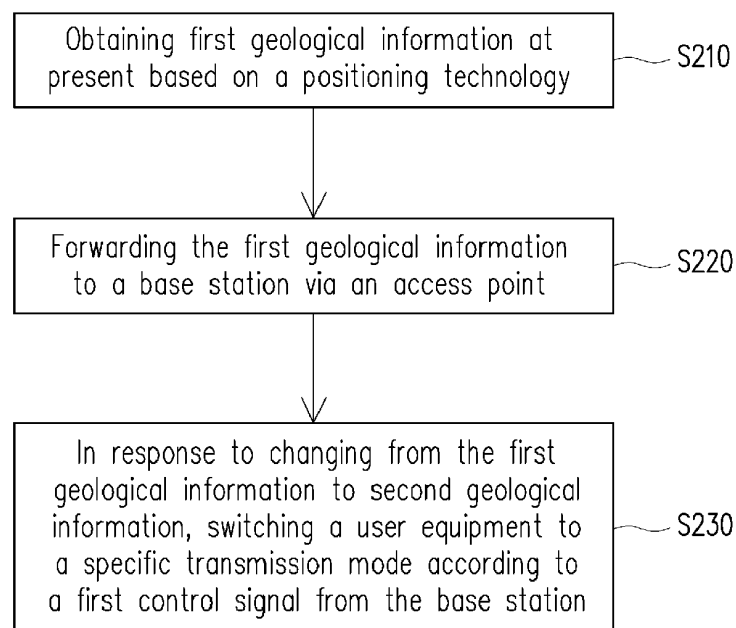 Obtaining first geological information at
present based on a positioning technology
S210
Forwarding the first geological information
to a base station via an access point
S220
In response to changing from the first
geological information to second geological
information, switching a user equipment to
a specific transmission mode according to
a first control signal from the base station
S230